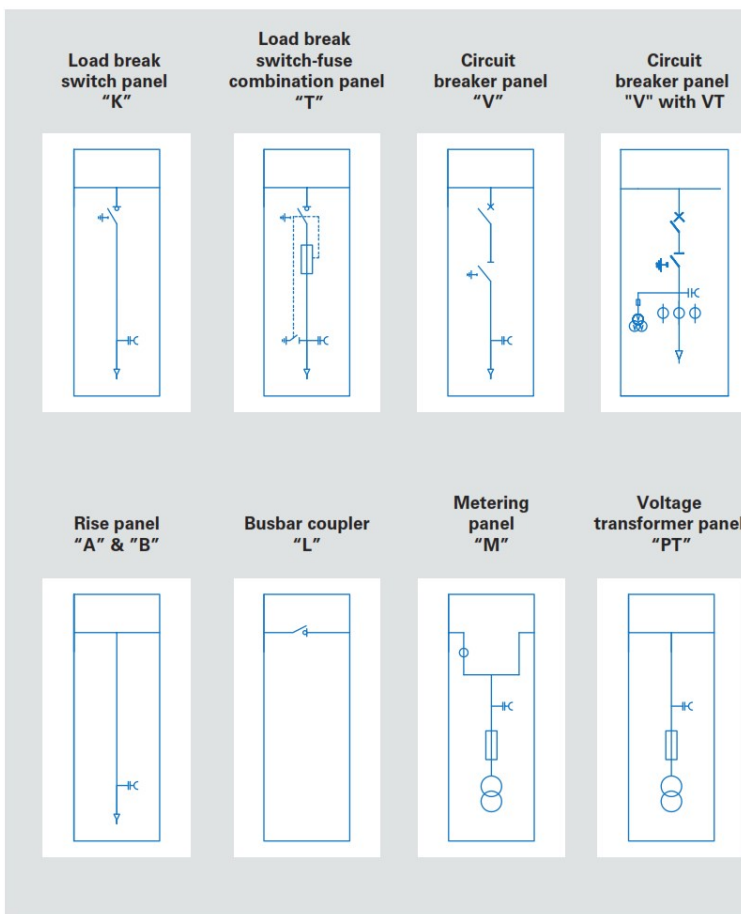 Load break
switch panel
“K”
Load break
switch-fuse
combination panel
“T”
Circuit
breaker panel
“V”
Circuit
breaker panel
"V" with VT
Rise panel
“A” & ”B”
Busbar coupler
“L”
Metering
panel
“M”
Voltage
transformer panel
“PT”